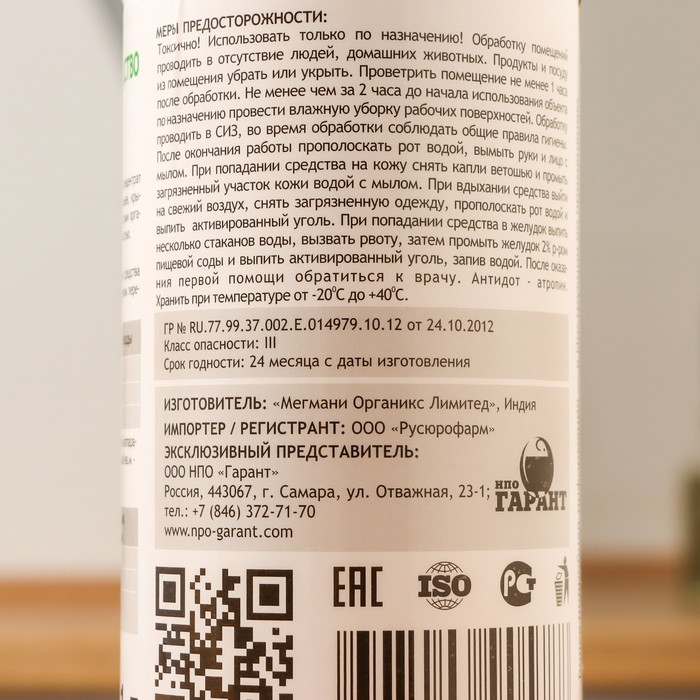 МЕРЫ ПРЕДОСТОРОЖНОСТИ:
Токсично! Использовать только по назначению! Обработку помещений
проводить в отсутствие людей, домашних животных. Продукты и посуду
из помещения убрать или укрыть. Проветрить помещение не менее 1 часа
после обработки. Не менее чем за 2 часа до начала использования объекта
по назначению провести влажную уборку рабочих поверхностей. Обработку
проводить в СИЗ, во время обработки соблюдать общие правила гигиены.
После окончания работы прополоскать рот водой, вымыть руки и лицо с
мылом. При попадании средства на кожу снять капли ветошью и промыть
загрязненный участок кожи водой с мылом. При вдыхании средства выйти
на свежий воздух, снять загрязненную одежду, прополоскать рот водой и
выпить активированный уголь. При попадании средства в желудок выпить
несколько стаканов воды, вызвать рвоту, затем промыть желудок 2% р-ром
пищевой соды и выпить активированный уголь, запив водой. После оказа-
ния первой помощи обратиться к врачу. Антидот - атропин.
Хранить при температуре от -20⁰С до +40⁰С.
ГР № RU.77.99.37.002.Е.014979.10.12 от 24.10.2012
Класс опасности: III
Срок годности: 24 месяца с даты изготовления
ИЗГОТОВИТЕЛЬ: «Мегмани Органикс Лимитед», Индия
ИМПОРТЕР / РЕГИСТРАНТ: ООО «Русюрофарм»
ЭКСКЛЮЗИВНЫЙ ПРЕДСТАВИТЕЛЬ:
ООО НПО «Гарант»
Россия, 443067, г. Самара, ул. Отважная, 23-1;
тел.: +7 (846) 372-71-70
www.npo-garant.com
НПО
ГАРАНТ
ЕАС
ISO
РСТ